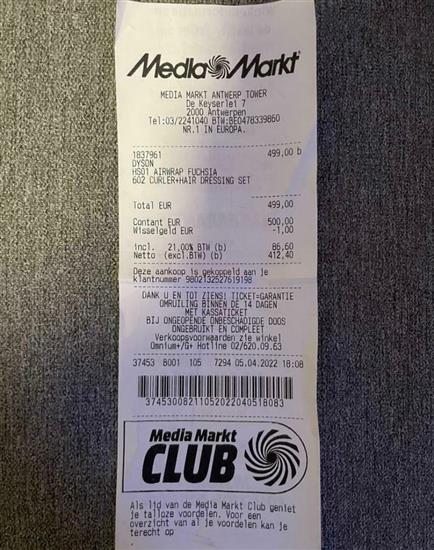 Media Markt
MEDIA MARKT ANTWERP TOWER
De Keyserlei 7
2000 Antwerpen
Tel:03/2241040 BTW:BE0478339860
NR.1 IN EUROPA.
1837961 499,00 b
DYSON
HS01 AIRWRAP FUCHSIA
602 CURLER+HAIR DRESSING SET
Total EUR 499,00
Contant EUR 500,00
Wisselgeld EUR -1,00
incl. 21,00% BTW (b) 86,60
Netto (excl.BTW) (b) 412,40
Deze aankoop is gekoppeld aan je
klantnummer 9802132527619198
DANK U EN TOT ZIENS! TICKET=GARANTIE
OMRUILING BINNEN DE 14 DAGEN
MET KASSATICKET
BIJ ONGEOPENDE ONBESCHADIGDE DOOS
ONGEBRUIKT EN COMPLEET
Verkoopsvoorwaarden zie winkel
Omnium+/G+ Hotline 02/620.09.63
37453 8001 105 7294 05.04.2022 18:08
37453008211052022040518083
Media Markt
CLUB
Als lid van de Media Markt Club geniet
je talloze voordelen. Voor een
overzicht van al je voordelen kan je
terecht op